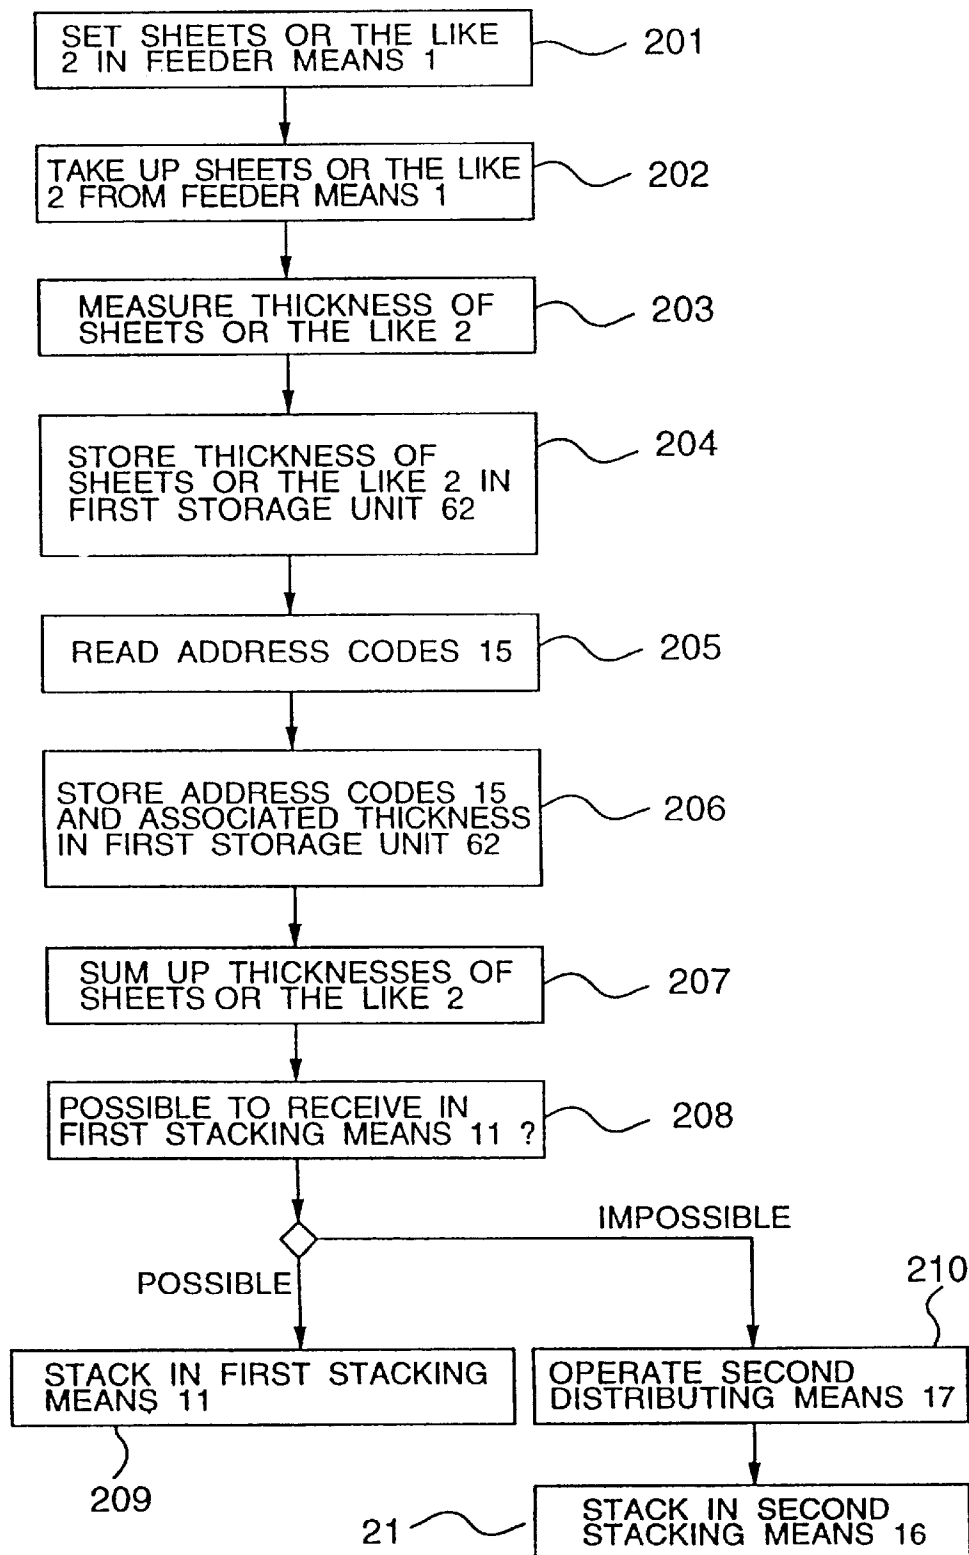 SET SHEETS OR THE LIKE
2 IN FEEDER MEANS 1
201
TAKE UP SHEETS OR THE LIKE
2 FROM FEEDER MEANS 1
202
MEASURE THICKNESS OF
SHEETS OR THE LIKE 2
203
STORE THICKNESS OF
SHEETS OR THE LIKE 2 IN
FIRST STORAGE UNIT 62
204
READ ADDRESS CODES 15
205
STORE ADDRESS CODES 15
AND ASSOCIATED THICKNESS
IN FIRST STORAGE UNIT 62
206
SUM UP THICKNESSES OF
SHEETS OR THE LIKE 2
207
POSSIBLE TO RECEIVE IN
FIRST STACKING MEANS 11 ?
208
IMPOSSIBLE
POSSIBLE
210
STACK IN FIRST STACKING
MEANS 11
209
OPERATE SECOND
DISTRIBUTING MEANS 17
STACK IN SECOND
STACKING MEANS 16
21